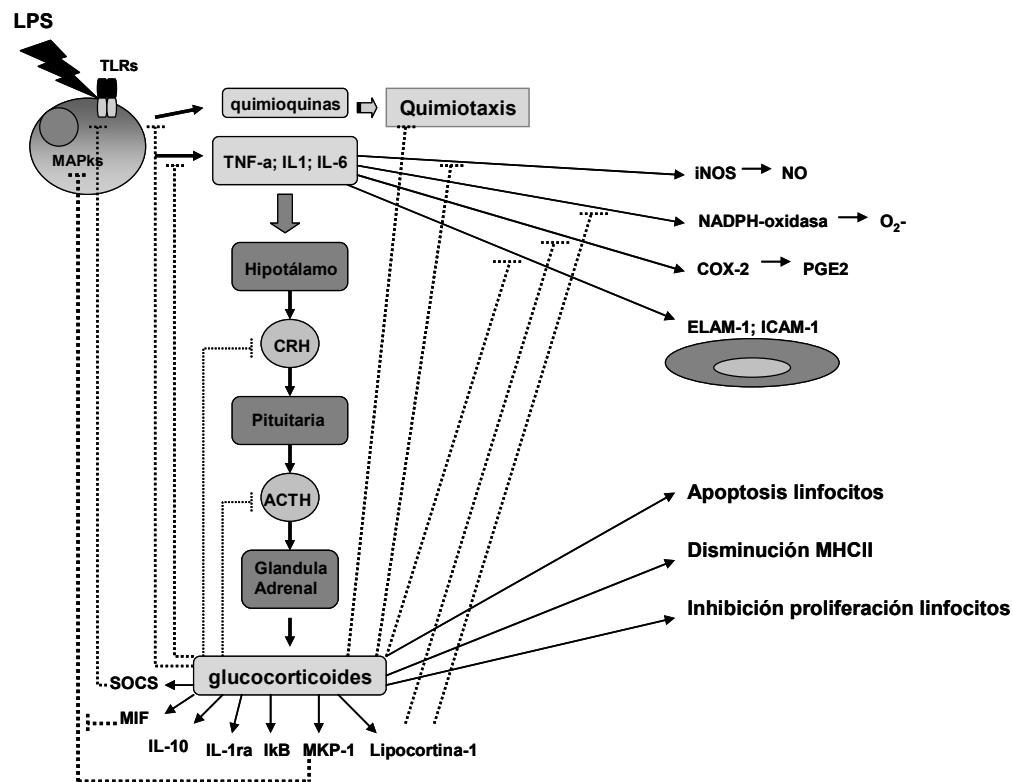 LPS
TLRs
MAPks
quimioquinas
Quimiotaxis
TNF-a; IL1; IL-6
iNOS
NO
NADPH-oxidasa
O2-
COX-2
PGE2
ELAM-1; ICAM-1
Hipotálamo
CRH
Pituitaria
ACTH
Glandula
Adrenal
Apoptosis linfocitos
Disminución MHCII
Inhibición proliferación linfocitos
glucocorticoides
SOCS
MIF
IL-10
IL-1ra
IkB
MKP-1
Lipocortina-1